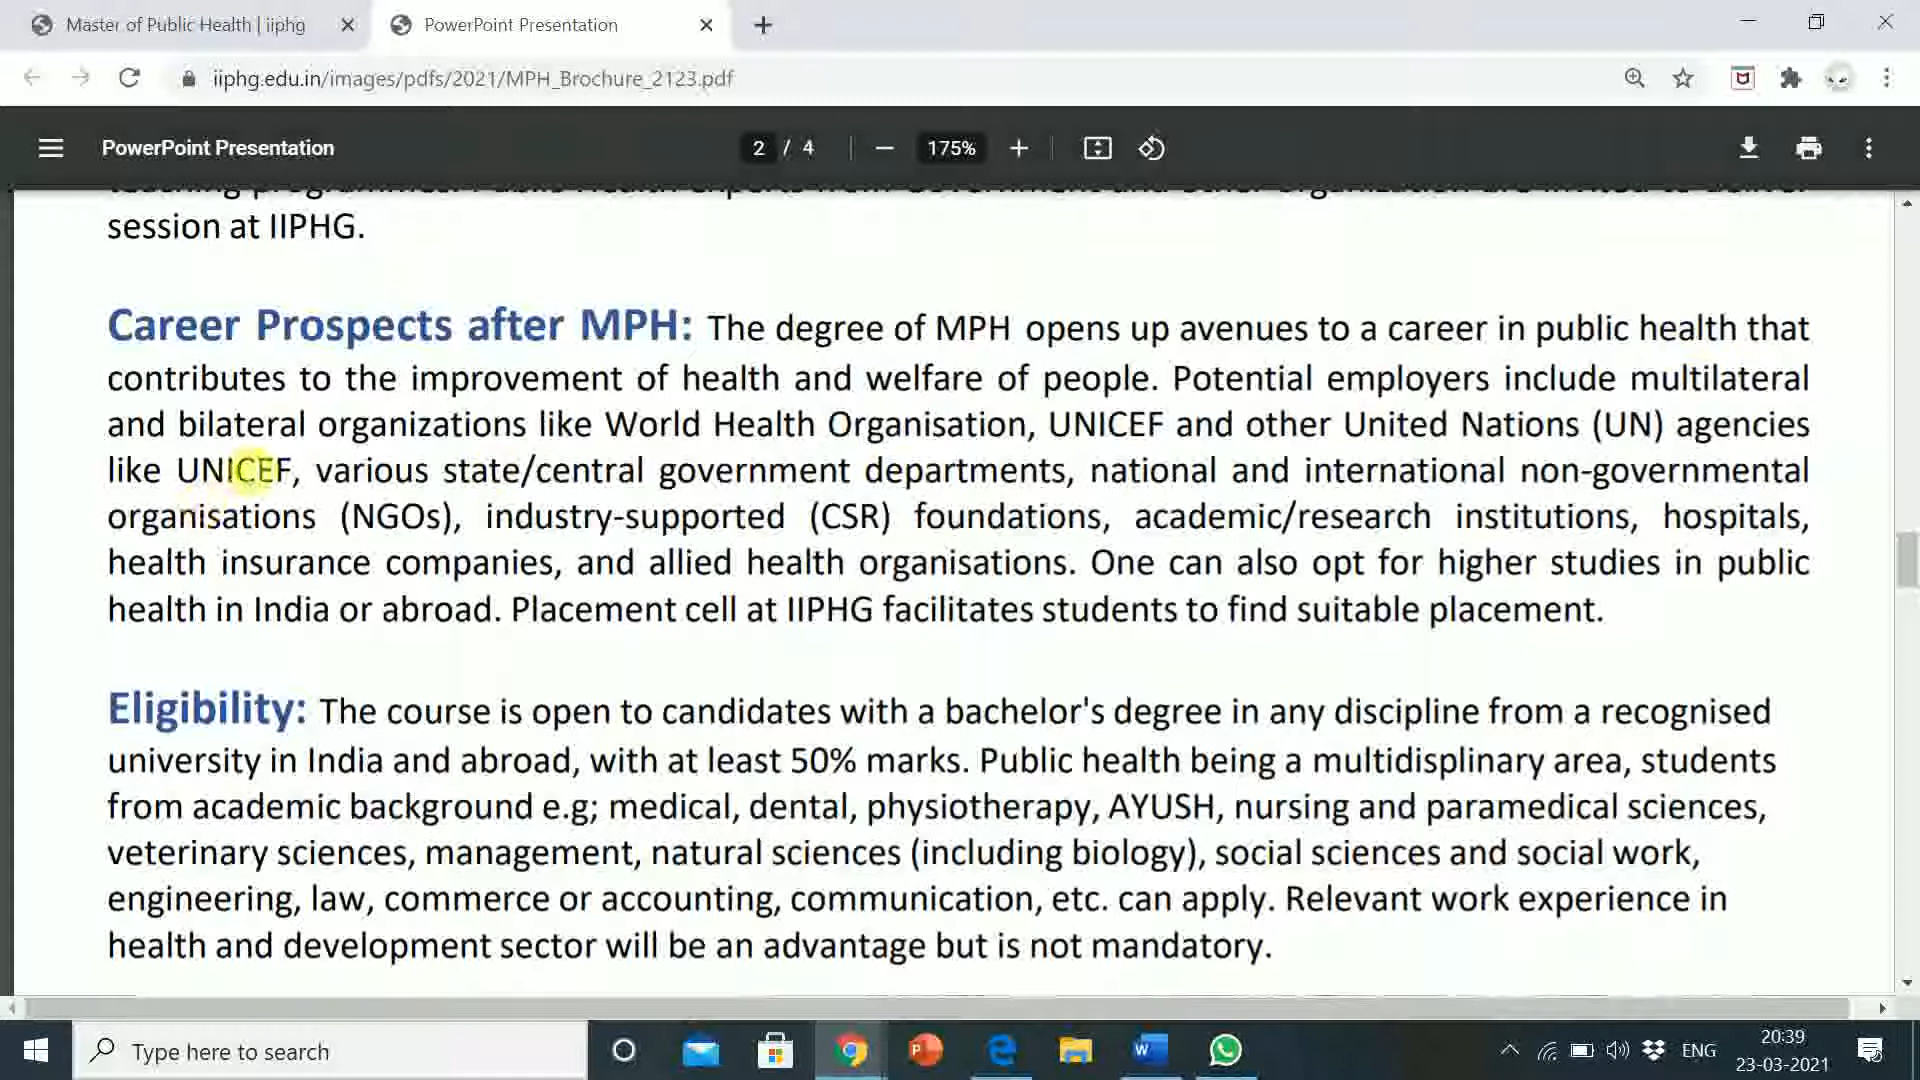 Master of Public Health | iiphg
PowerPoint Presentation
iiphg.edu.in/images/pdfs/2021/MPH_Brochure_2123.pdf
PowerPoint Presentation
2 / 4
175%
session at IIPHG.
Career Prospects after MPH: The degree of MPH opens up avenues to a career in public health that
contributes to the improvement of health and welfare of people. Potential employers include multilateral
and bilateral organizations like World Health Organisation, UNICEF and other United Nations (UN) agencies
like UNICEF, various state/central government departments, national and international non-governmental
organisations (NGOs), industry-supported (CSR) foundations, academic/research institutions, hospitals,
health insurance companies, and allied health organisations. One can also opt for higher studies in public
health in India or abroad. Placement cell at IIPHG facilitates students to find suitable placement.
Eligibility: The course is open to candidates with a bachelor's degree in any discipline from a recognised
university in India and abroad, with at least 50% marks. Public health being a multidisplinary area, students
from academic background e.g; medical, dental, physiotherapy, AYUSH, nursing and paramedical sciences,
veterinary sciences, management, natural sciences (including biology), social sciences and social work,
engineering, law, commerce or accounting, communication, etc. can apply. Relevant work experience in
health and development sector will be an advantage but is not mandatory.
Type here to search
ENG
20:39
23-03-2021